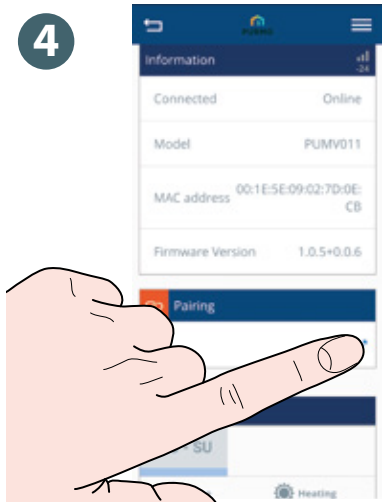 4
PURMO
Information
-24
Connected Online
Model PUMV011
MAC address 00:1E:5E:09:02:7D:0E:
CB
Firmware Version 1.0.5+0.0.6
Pairing
- SU
Heating